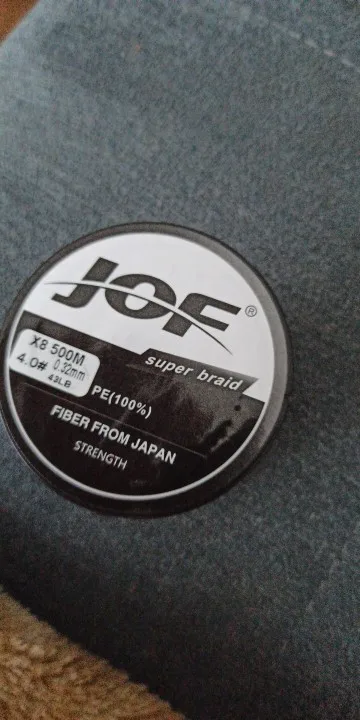 JOF®
super braid
X8 500M
4.0# 0.32mm
43LB
PE(100%)
FIBER FROM JAPAN
STRENGTH